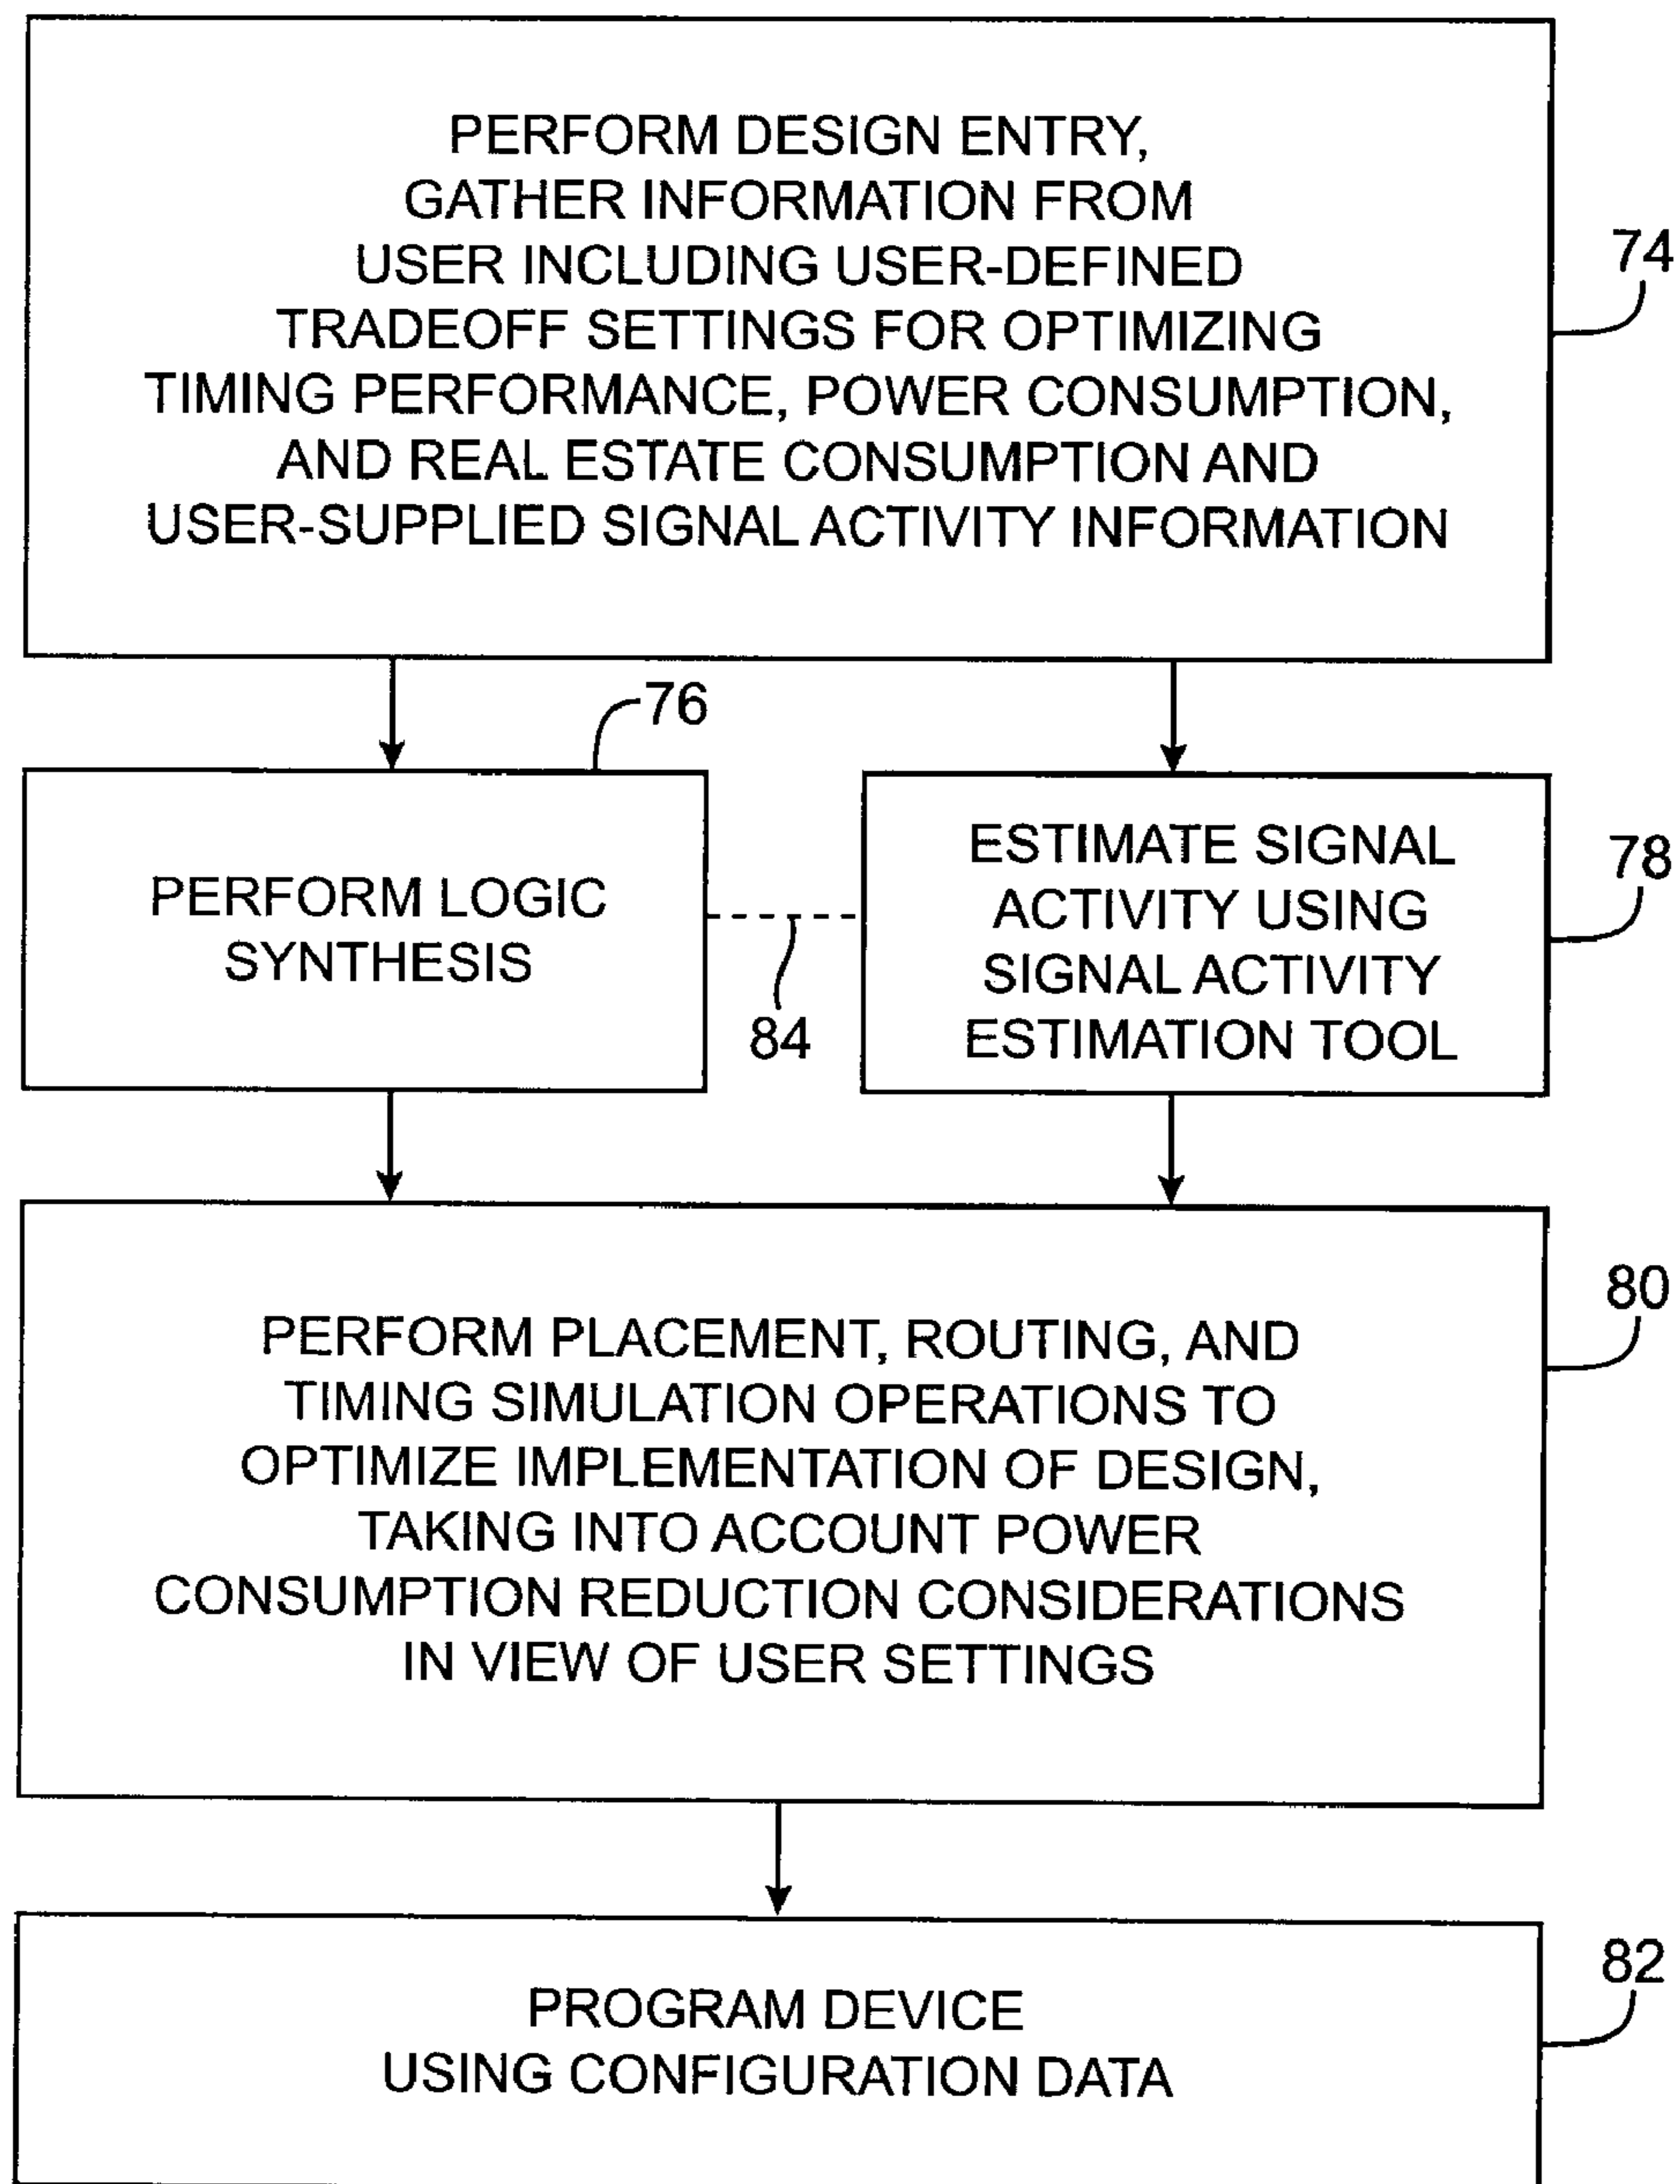 PERFORM DESIGN ENTRY,
GATHER INFORMATION FROM
USER INCLUDING USER-DEFINED
TRADEOFF SETTINGS FOR OPTIMIZING
TIMING PERFORMANCE, POWER CONSUMPTION,
AND REAL ESTATE CONSUMPTION AND
USER-SUPPLIED SIGNAL ACTIVITY INFORMATION
74
76
PERFORM LOGIC
SYNTHESIS
84
ESTIMATE SIGNAL
ACTIVITY USING
SIGNAL ACTIVITY
ESTIMATION TOOL
78
PERFORM PLACEMENT, ROUTING, AND
TIMING SIMULATION OPERATIONS TO
OPTIMIZE IMPLEMENTATION OF DESIGN,
TAKING INTO ACCOUNT POWER
CONSUMPTION REDUCTION CONSIDERATIONS
IN VIEW OF USER SETTINGS
80
PROGRAM DEVICE
USING CONFIGURATION DATA
82